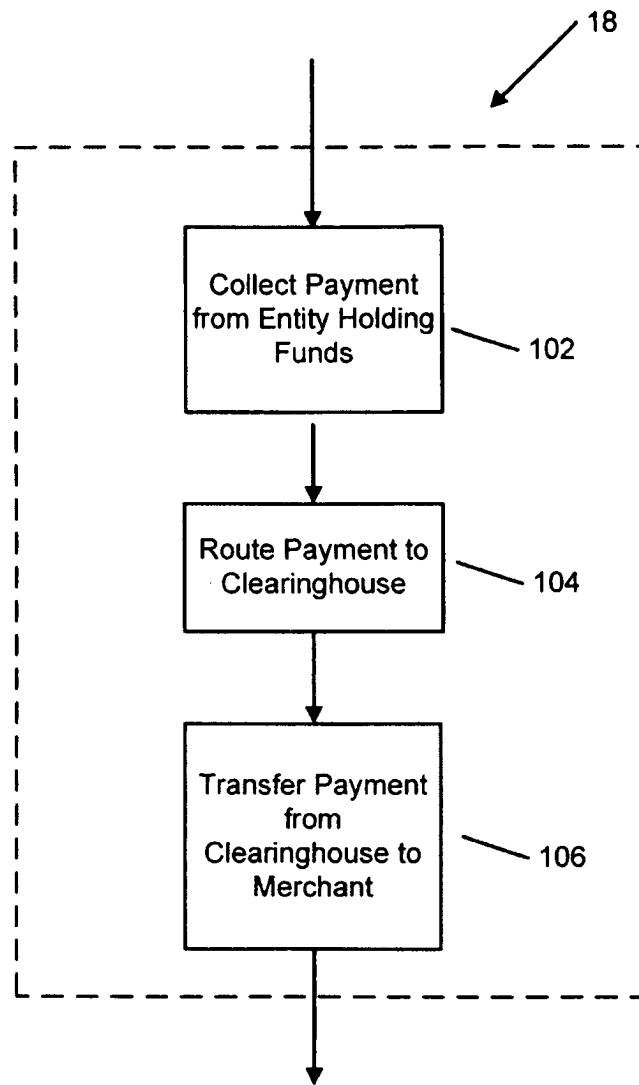 18
Collect Payment
from Entity Holding
Funds
102
Route Payment to
Clearinghouse
104
Transfer Payment
from
Clearinghouse to
Merchant
106